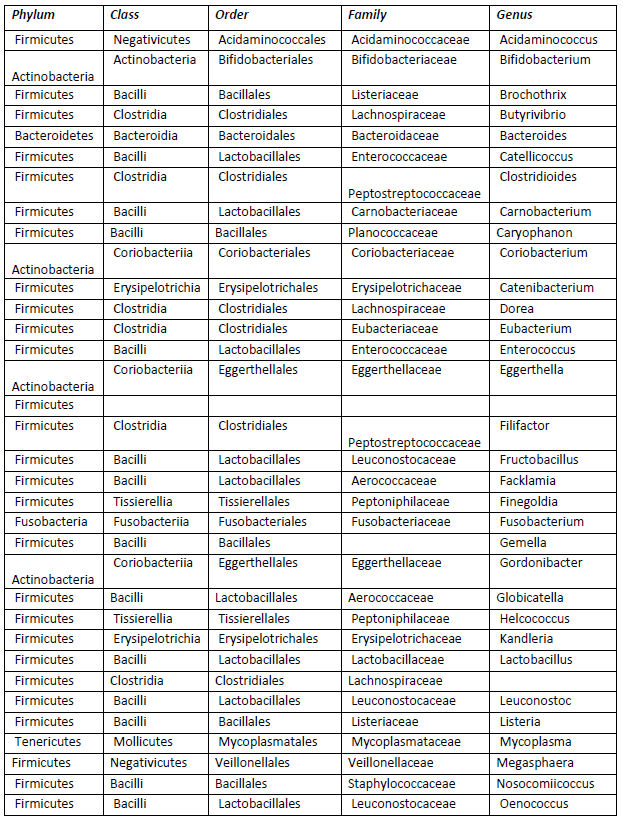 Phylum Class Order Family Genus
Firmicutes Negativicutes Acidaminococcales Acidaminococcaceae Acidaminococcus
Actinobacteria Actinobacteria Bifidobacteriales Bifidobacteriaceae Bifidobacterium
Firmicutes Bacilli Bacillales Listeriaceae Brochothrix
Firmicutes Clostridia Clostridiales Lachnospiraceae Butyrivibrio
Bacteroidetes Bacteroidia Bacteroidales Bacteroidaceae Bacteroides
Firmicutes Bacilli Lactobacillales Enterococcaceae Catellicoccus
Firmicutes Clostridia Clostridiales Peptostreptococcaceae Clostridioides
Firmicutes Bacilli Lactobacillales Carnobacteriaceae Carnobacterium
Firmicutes Bacilli Bacillales Planococcaceae Caryophanon
Actinobacteria Coriobacteriia Coriobacteriales Coriobacteriaceae Coriobacterium
Firmicutes Erysipelotrichia Erysipelotrichales Erysipelotrichaceae Catenibacterium
Firmicutes Clostridia Clostridiales Lachnospiraceae Dorea
Firmicutes Clostridia Clostridiales Eubacteriaceae Eubacterium
Firmicutes Bacilli Lactobacillales Enterococcaceae Enterococcus
Actinobacteria Coriobacteriia Eggerthellales Eggerthellaceae Eggerthella
Firmicutes
Firmicutes Clostridia Clostridiales Peptostreptococcaceae Filifactor
Firmicutes Bacilli Lactobacillales Leuconostocaceae Fructobacillus
Firmicutes Bacilli Lactobacillales Aerococcaceae Facklamia
Firmicutes Tissierellia Tissierellales Peptoniphilaceae Finegoldia
Fusobacteria Fusobacteriia Fusobacteriales Fusobacteriaceae Fusobacterium
Firmicutes Bacilli Bacillales Gemella
Actinobacteria Coriobacteriia Eggerthellales Eggerthellaceae Gordonibacter
Firmicutes Bacilli Lactobacillales Aerococcaceae Globicatella
Firmicutes Tissierellia Tissierellales Peptoniphilaceae Helcococcus
Firmicutes Erysipelotrichia Erysipelotrichales Erysipelotrichaceae Kandleria
Firmicutes Bacilli Lactobacillales Lactobacillaceae Lactobacillus
Firmicutes Clostridia Clostridiales Lachnospiraceae
Firmicutes Bacilli Lactobacillales Leuconostocaceae Leuconostoc
Firmicutes Bacilli Bacillales Listeriaceae Listeria
Tenericutes Mollicutes Mycoplasmatales Mycoplasmataceae Mycoplasma
Firmicutes Negativicutes Veillonellales Veillonellaceae Megasphaera
Firmicutes Bacilli Bacillales Staphylococcaceae Nosocomiicoccus
Firmicutes Bacilli Lactobacillales Leuconostocaceae Oenococcus